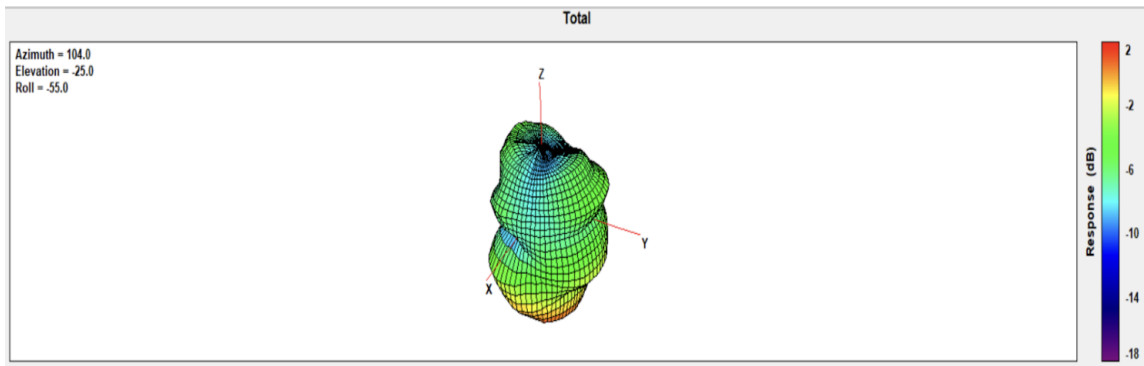 Total
Azimuth = 104.0
Elevation = -25.0
Roll = -55.0
Z
Y
X
2
-2
-6
-10
-14
-18
Response (dB)